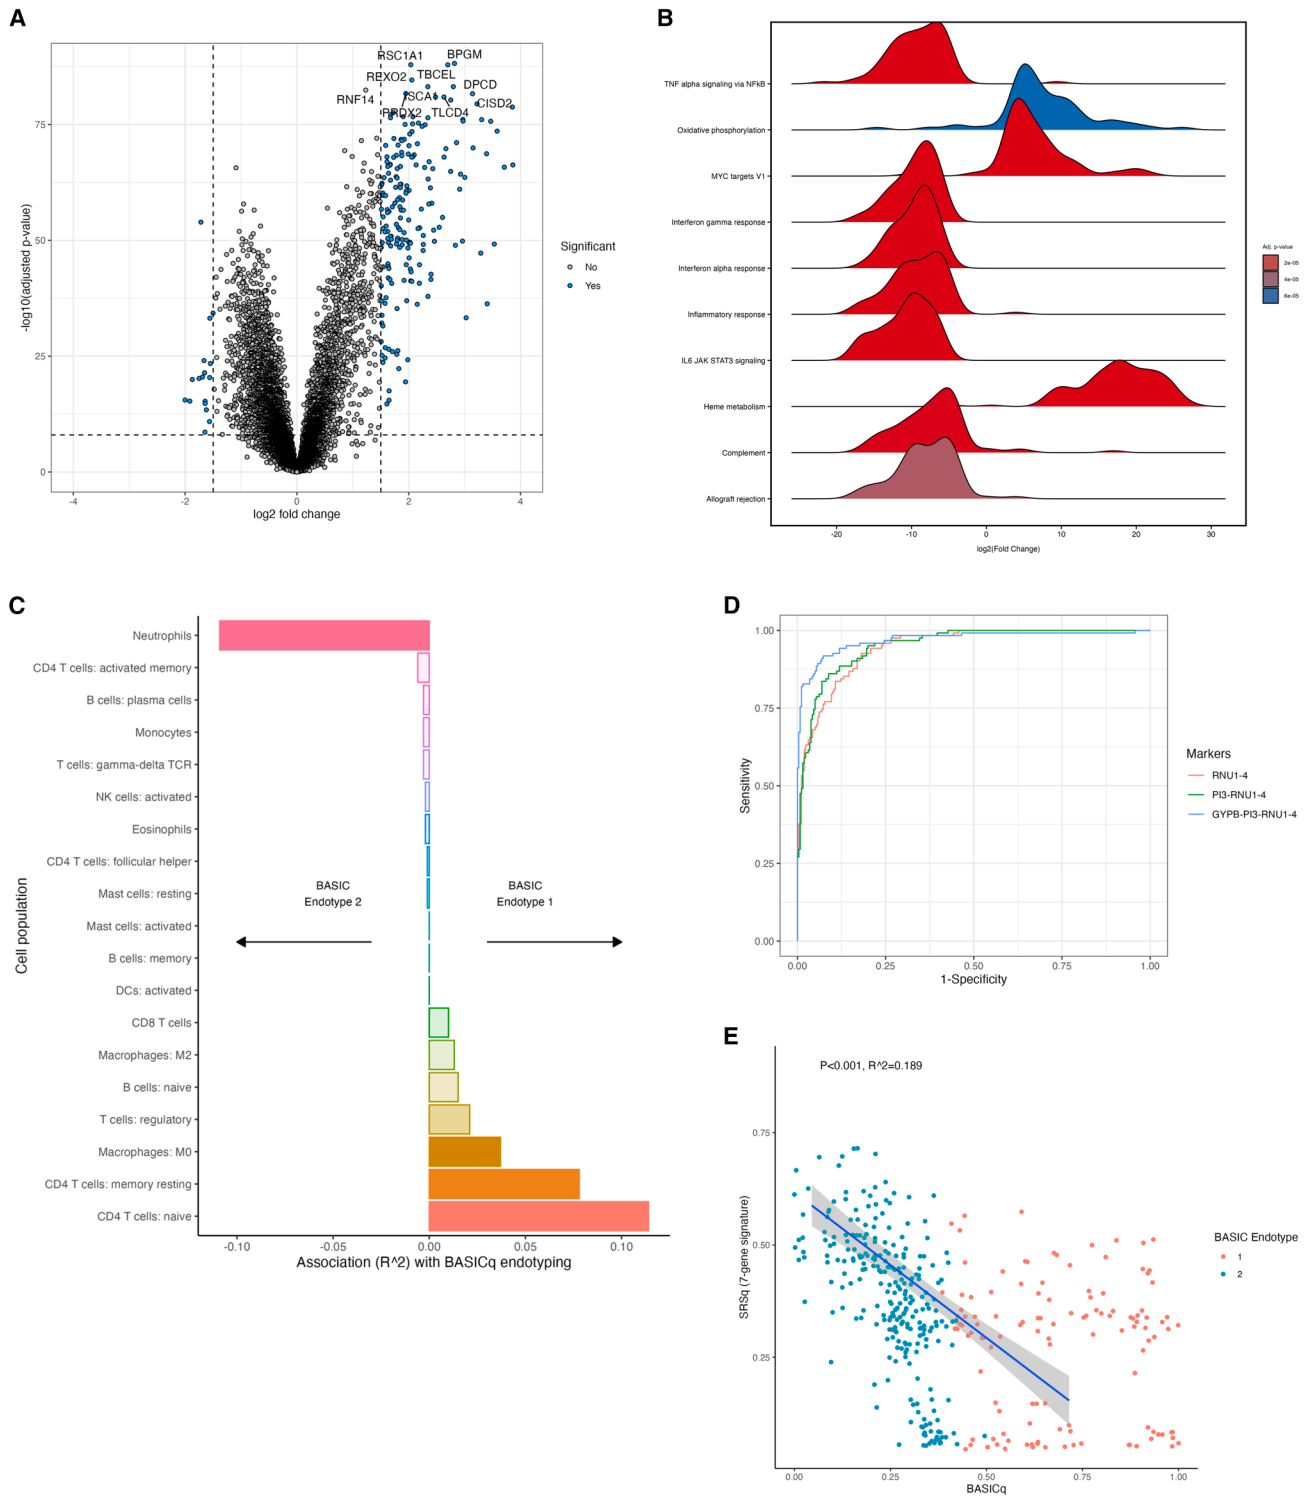 A
RSC1A1
BPGM
REXO2
TBCEL
DPCD
RNF14
ISCA1
CISD2
PRDX2
TLCD4
75
50
25
0
-4
-2
0
2
4
-log10(adjusted p-value)
log2 fold change
Significant
No
Yes
B
TNF alpha signaling via NFkB
Oxidative phosphorylation
MYC targets V1
Interferon gamma response
Interferon alpha response
Inflammatory response
IL6 JAK STAT3 signaling
Heme metabolism
Complement
Allograft rejection
-20
-10
0
10
20
30
log2(Fold Change)
Adj. p-value
2e-05
4e-05
6e-05
C
Neutrophils
CD4 T cells: activated memory
B cells: plasma cells
Monocytes
T cells: gamma-delta TCR
NK cells: activated
Eosinophils
CD4 T cells: follicular helper
Mast cells: resting
Mast cells: activated
B cells: memory
DCs: activated
CD8 T cells
Macrophages: M2
B cells: naive
T cells: regulatory
Macrophages: M0
CD4 T cells: memory resting
CD4 T cells: naive
Cell population
BASIC
Endotype 2
BASIC
Endotype 1
-0.10
-0.05
0.00
0.05
0.10
Association (R^2) with BASICq endotyping
D
1.00
0.75
0.50
0.25
0.00
Sensitivity
0.00
0.25
0.50
0.75
1.00
1-Specificity
Markers
RNU1-4
PI3-RNU1-4
GYPB-PI3-RNU1-4
E
P<0.001, R^2=0.189
0.75
0.50
0.25
SRSq (7-gene signature)
0.00
0.25
0.50
0.75
1.00
BASICq
BASIC Endotype
1
2